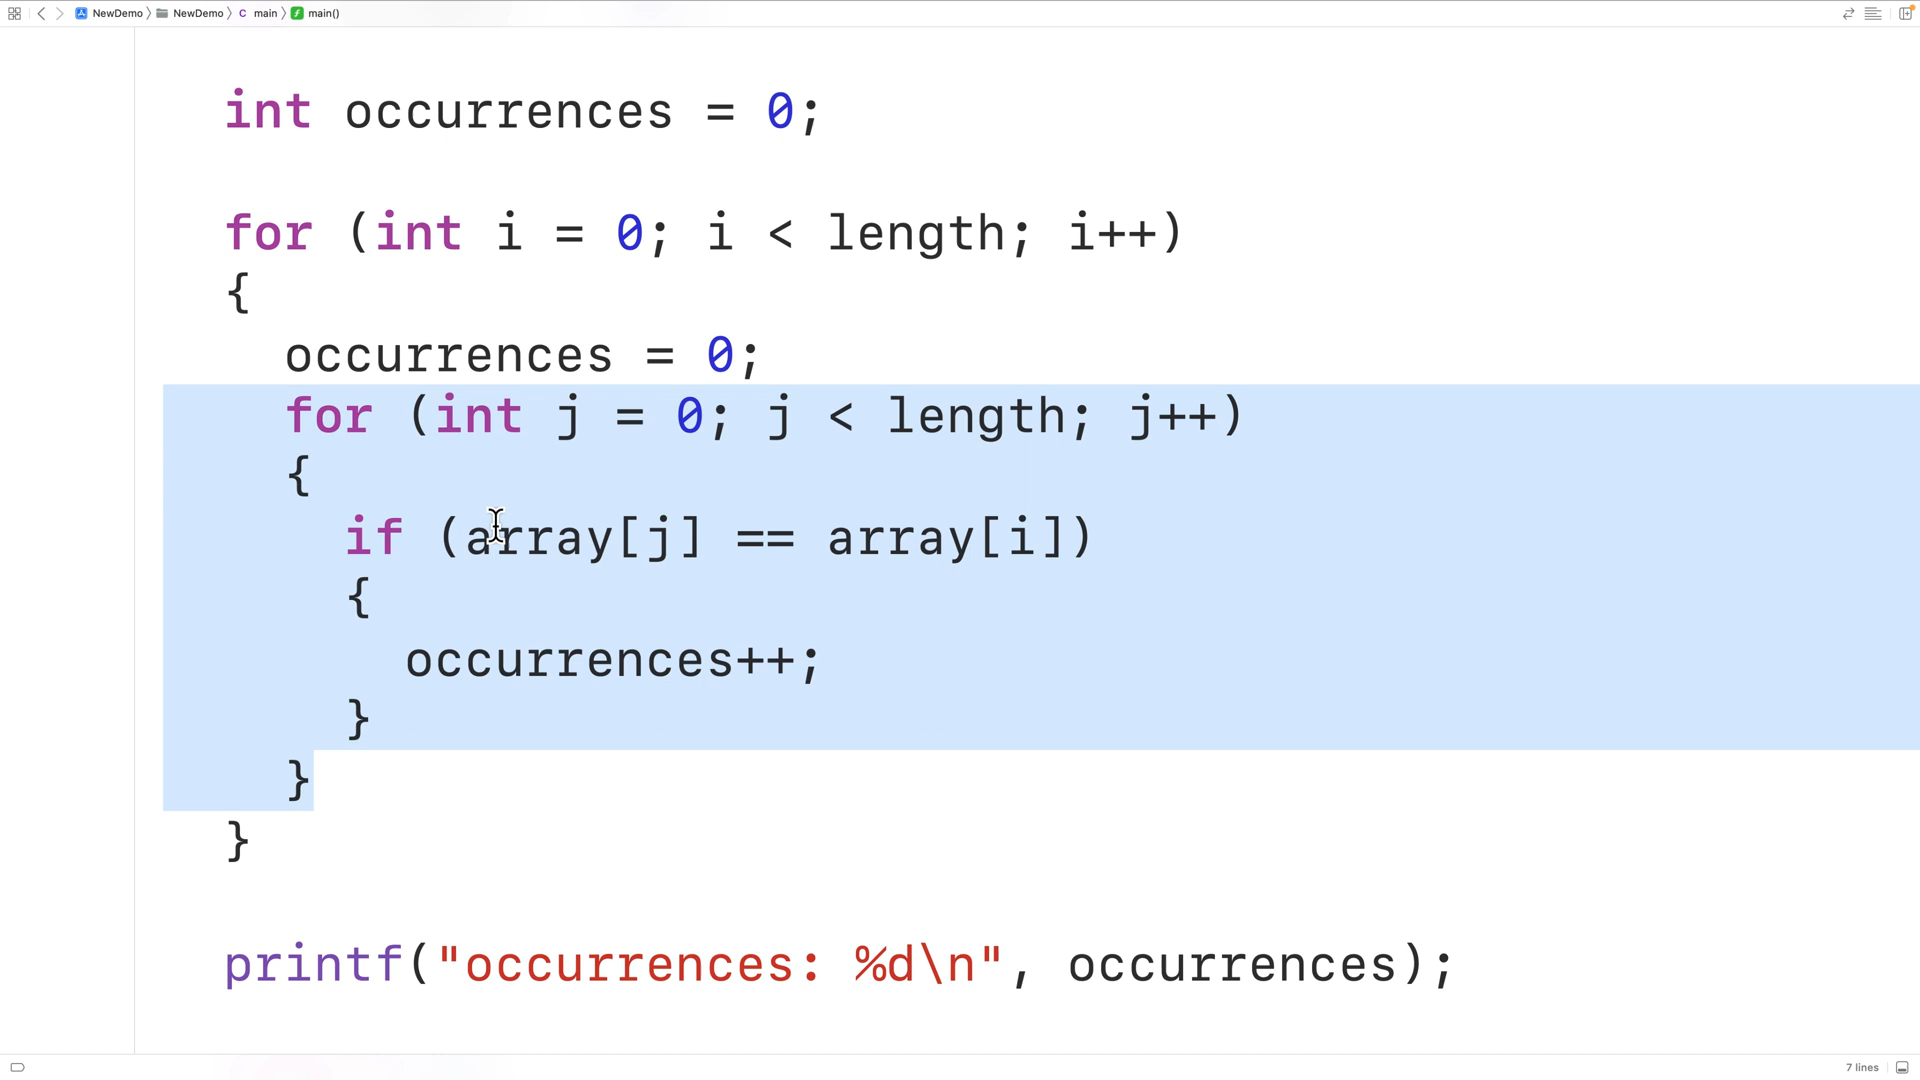 NewDemo NewDemo C main f main()
int occurrences = 0;
for (int i = 0; i < length; i++)
{
occurrences = 0;
for (int j = 0; j < length; j++)
{
if (array[j] == array[i])
{
occurrences++;
}
}
}
printf("occurrences: %d\n", occurrences);
7 lines